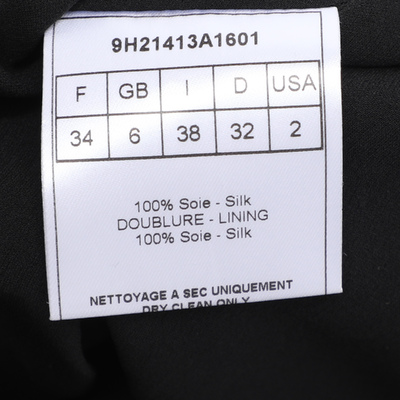 9H21413A1601
F GB I D USA
34 6 38 32 2
100% Soie - Silk
DOUBLURE - LINING
100% Soie - Silk
NETTOYAGE A SEC UNIQUEMENT
DRY CLEAN ONLY